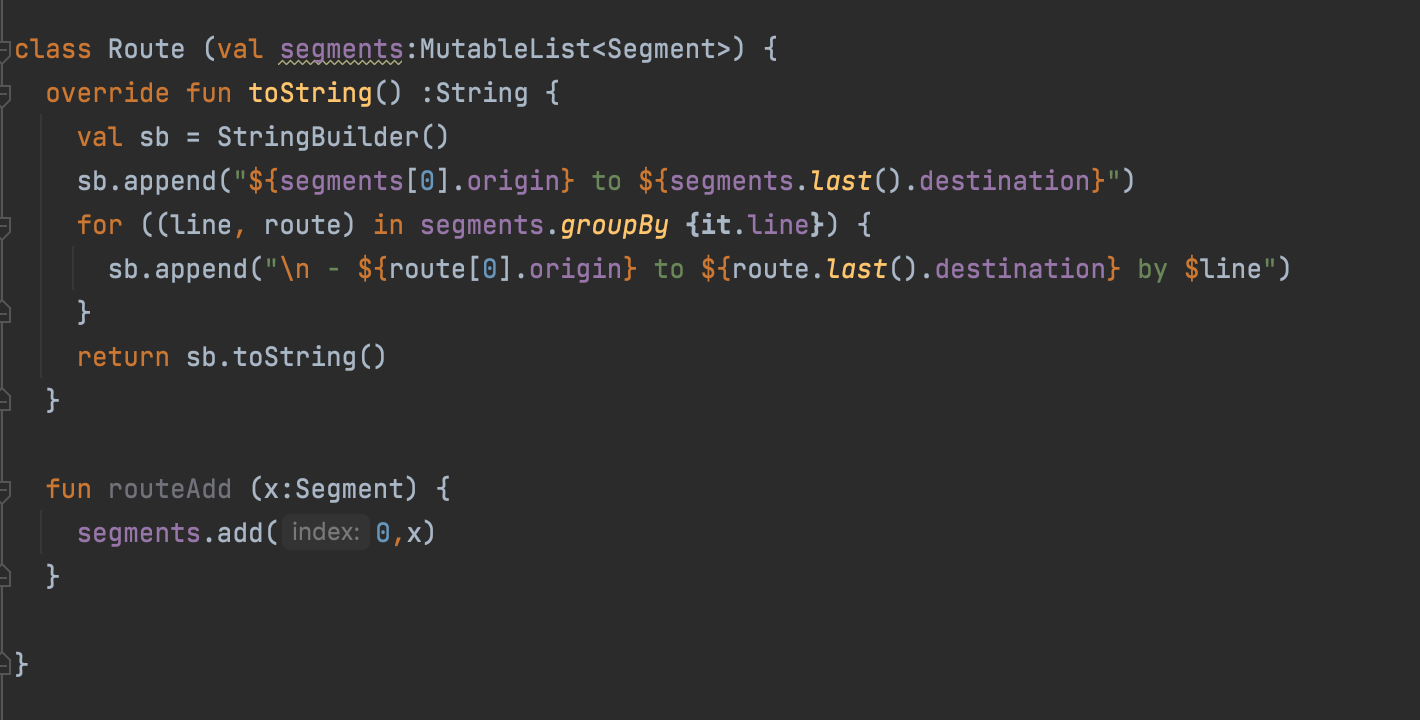 class Route (val segments:MutableList<Segment>) {
  override fun toString() :String {
    val sb = StringBuilder()
    sb.append("${segments[0].origin} to ${segments.last().destination}")
    for ((line, route) in segments.groupBy {it.line}) {
      sb.append("\n - ${route[0].origin} to ${route.last().destination} by $line")
    }
    return sb.toString()
  }

  fun routeAdd (x:Segment) {
    segments.add( index: 0,x)
  }

}